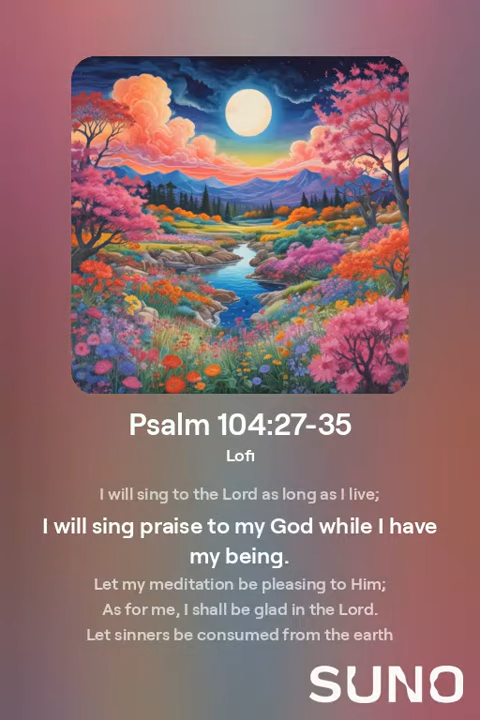 Psalm 104:27-35
Lofi
I will sing to the Lord as long as I live;
I will sing praise to my God while I have
my being.
Let my meditation be pleasing to Him;
As for me, I shall be glad in the Lord.
Let sinners be consumed from the earth
SUNO